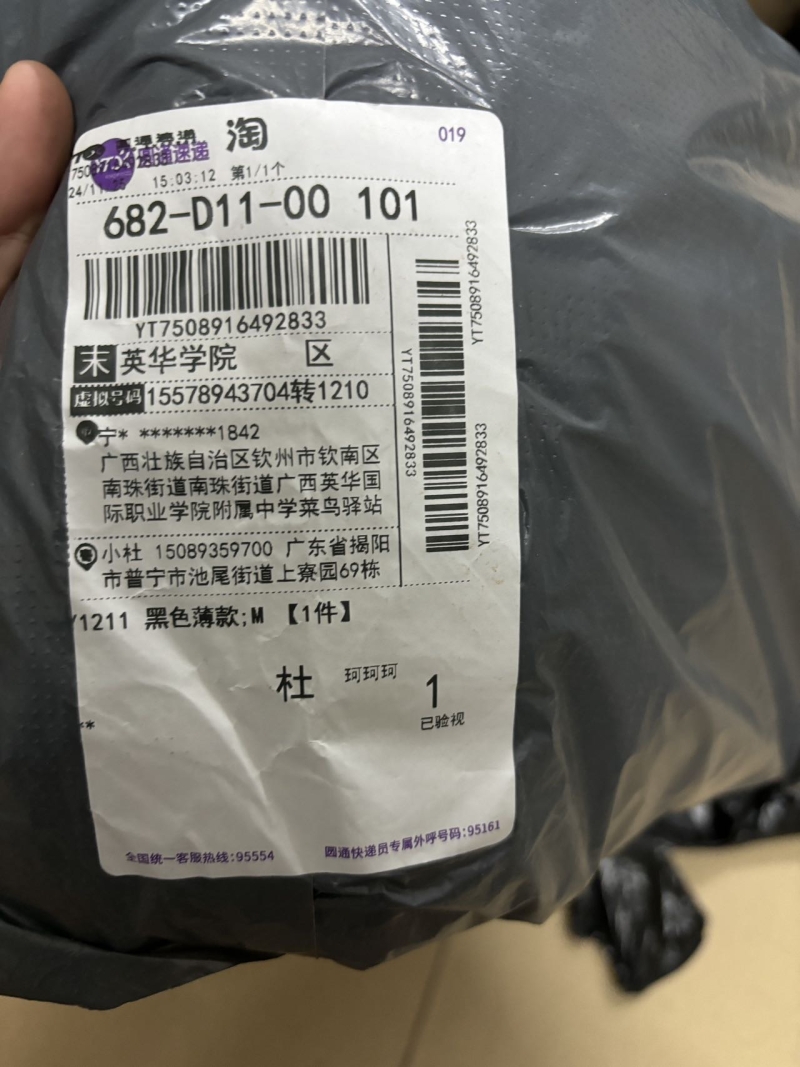 圆通速递 淘 019
15:03:12 第1/1个
682-D11-00 101
YT7508916492833
末 英华学院 区
虚拟号码 15578943704转1210
宁* *******1842
广西壮族自治区钦州市钦南区
南珠街道南珠街道广西英华国
际职业学院附属中学菜鸟驿站
小杜 15089359700 广东省揭阳
市普宁市池尾街道上寮园69栋
1211 黑色薄款;M 【1件】
杜 珂珂珂 1
已验视
**
全国统一客服热线:95554 圆通快递员专属外呼号码:95161
YT7508916492833
YT7508916492833
YT7508916492833